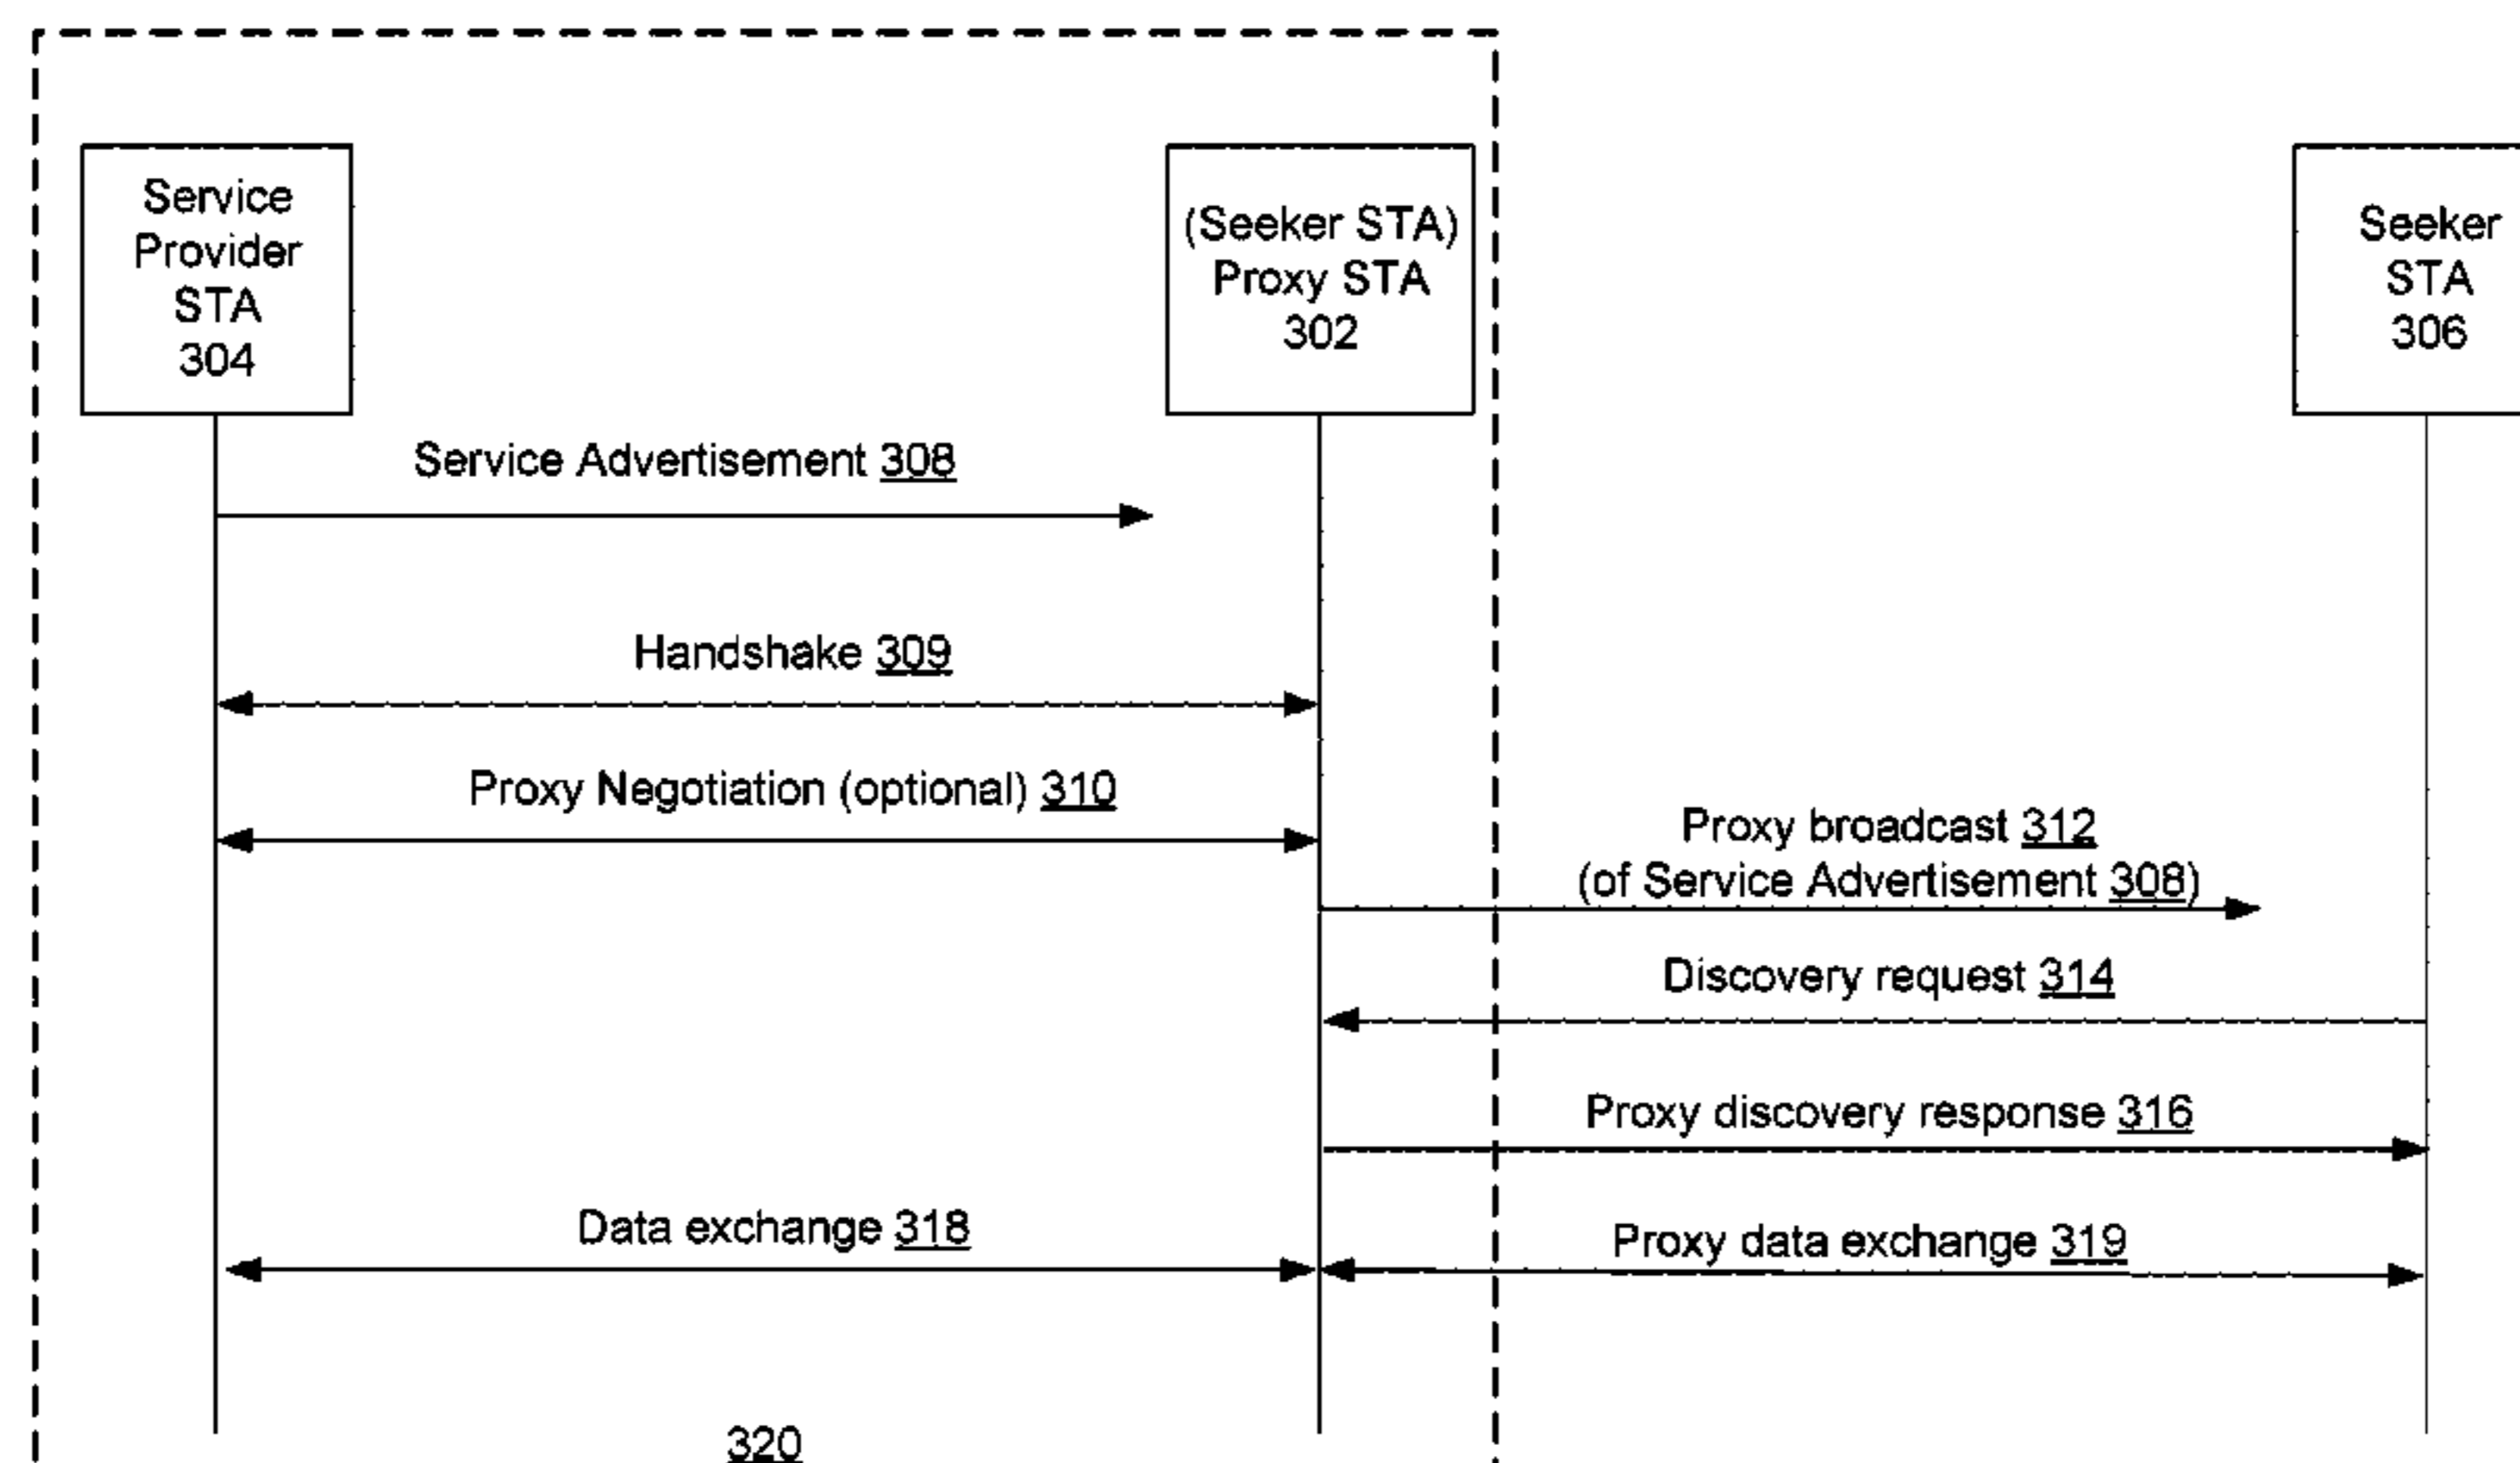 Service
Provider
STA
304
(Seeker STA)
Proxy STA
302
Seeker
STA
306
Service Advertisement 308
Handshake 309
Proxy Negotiation (optional) 310
Proxy broadcast 312
(of Service Advertisement 308)
Discovery request 314
Proxy discovery response 316
Data exchange 318
Proxy data exchange 319
320